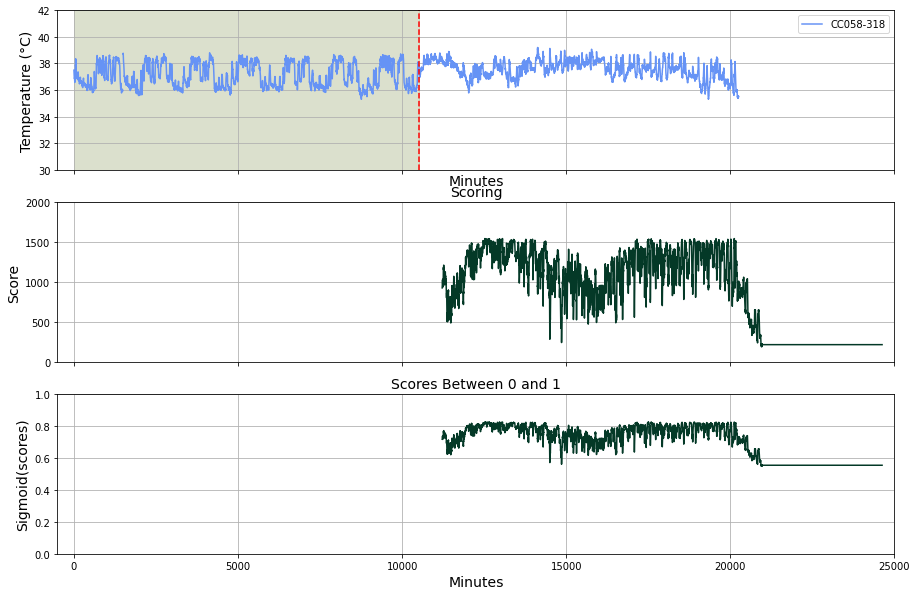 42
40
38
36
34
32
30
Temperature (°C)
CC058-318
Minutes
Scoring
2000
1500
1000
500
0
Score
Scores Between 0 and 1
1.0
0.8
0.6
0.4
0.2
0.0
Sigmoid(scores)
0 5000 10000 15000 20000 25000
Minutes